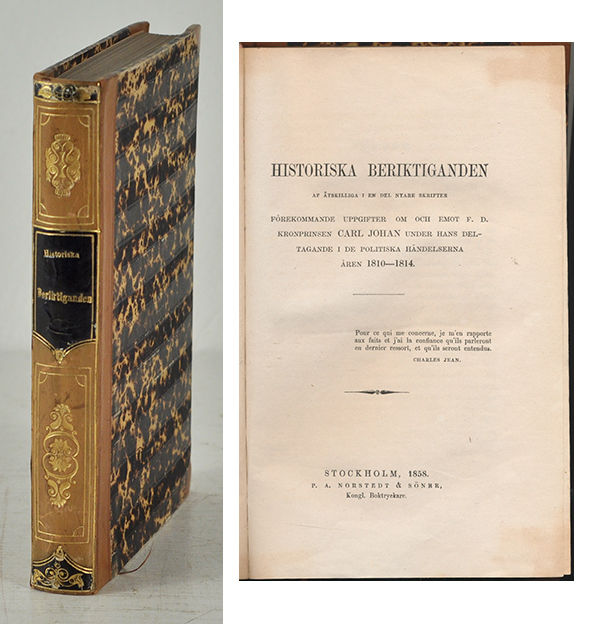 Historiska
Beriktiganden
HISTORISKA BERIKTIGANDEN
AF ÅTSKILLIGA I EN DEL NYARE SKRIFTER
FÖREKOMMANDE UPPGIFTER OM OCH EMOT F. D.
KRONPRINSEN CARL JOHAN UNDER HANS DEL-
TAGANDE I DE POLITISKA HÄNDELSERNA
ÅREN 1810—1814.
Pour ce qui me concerne, je m'en rapporte
aux faits et j'ai la confiance qu'ils parleront
en dernier ressort, et qu'ils seront entendus.
CHARLES JEAN.
STOCKHOLM, 1858.
P. A. NORSTEDT & SÖNER,
Kongl. Boktryckare.